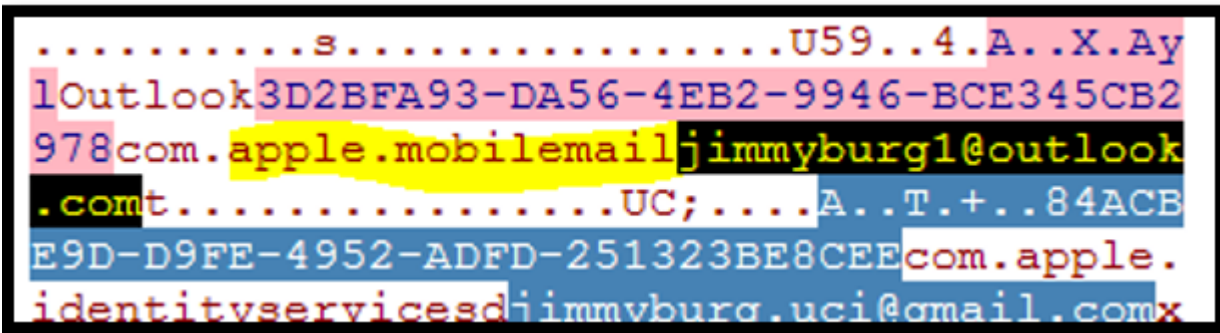 ..........s................U59..4.A..X.Ay
lOutlook3D2BFA93-DA56-4EB2-9946-BCE345CB2
978com.apple.mobilemailjimmyburg1@outlook
.comt................UC;....A..T.+..84ACB
E9D-D9FE-4952-ADFD-251323BE8CEEcom.apple.
identityservicesdjimmyburg.uci@gmail.comx